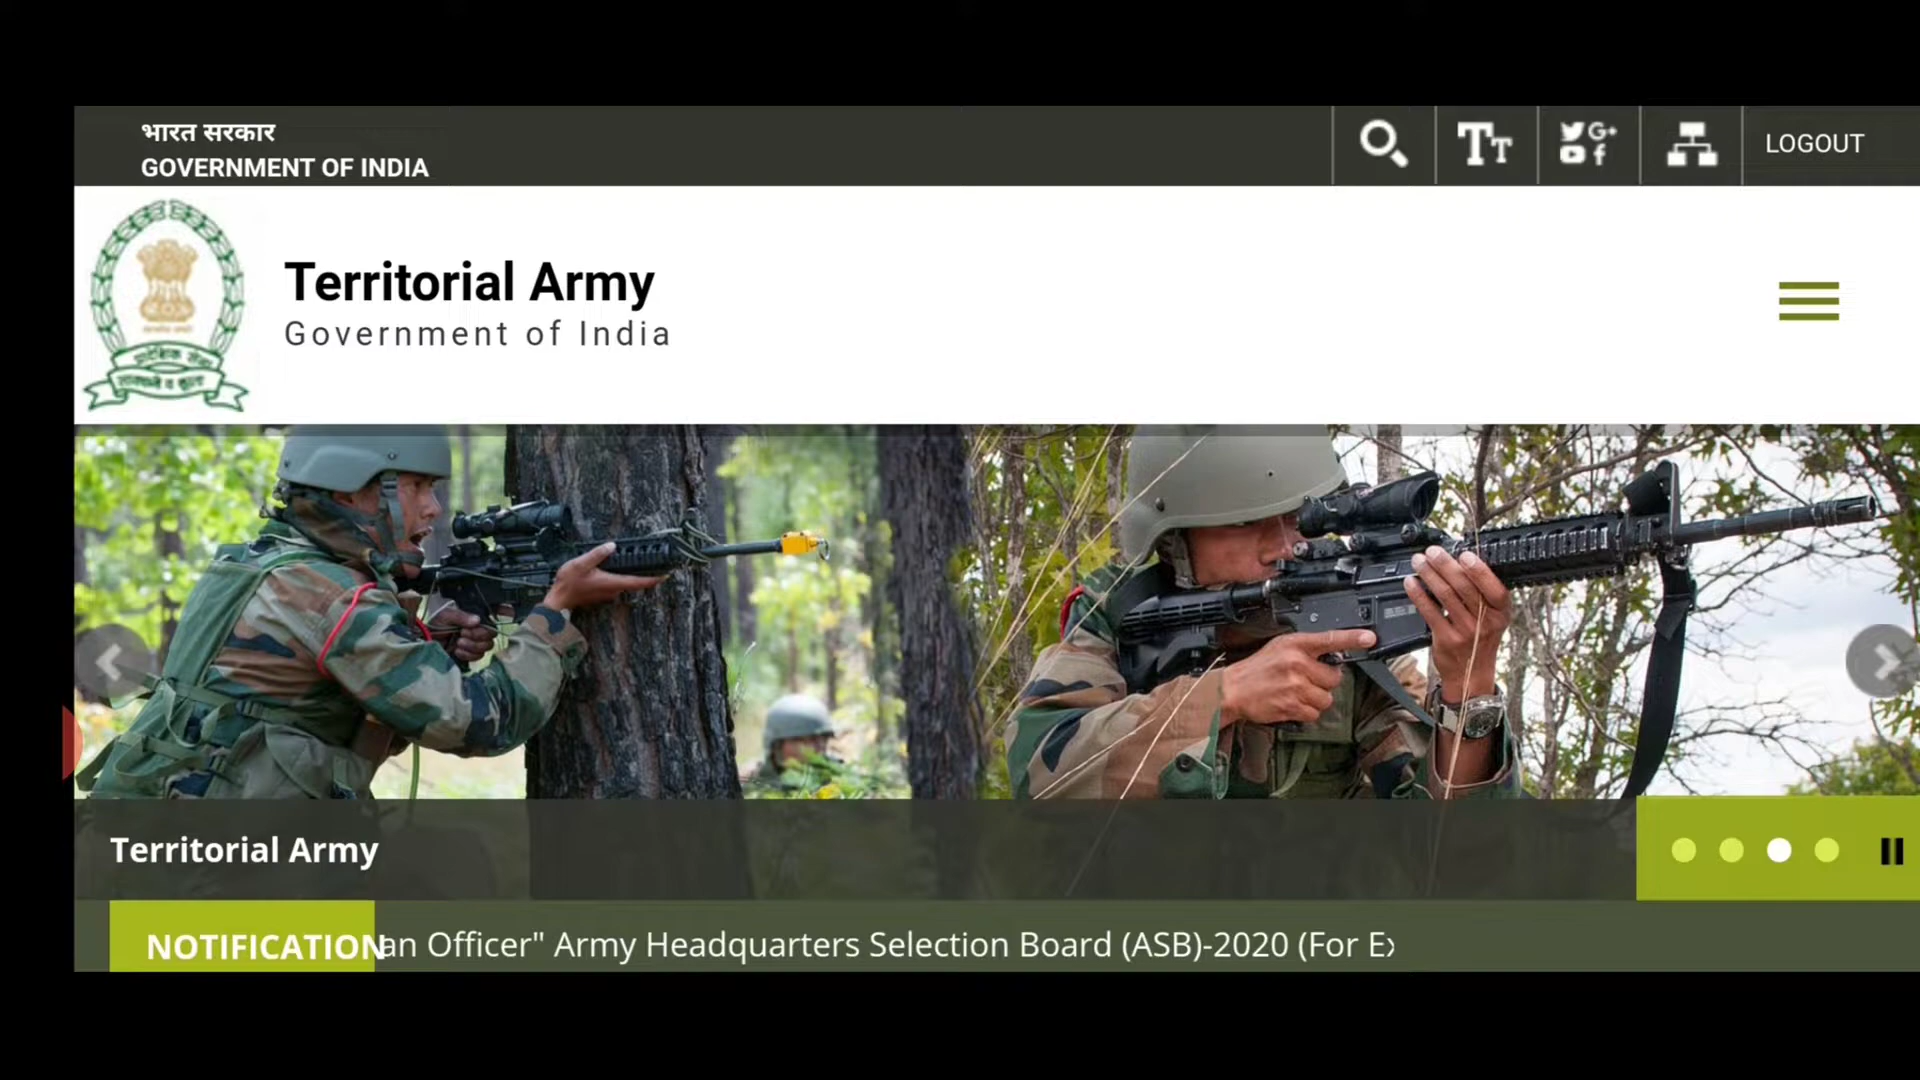 भारत सरकार
GOVERNMENT OF INDIA
LOGOUT
Territorial Army
Government of India
Territorial Army
NOTIFICATION
an Officer" Army Headquarters Selection Board (ASB)-2020 (For Ex